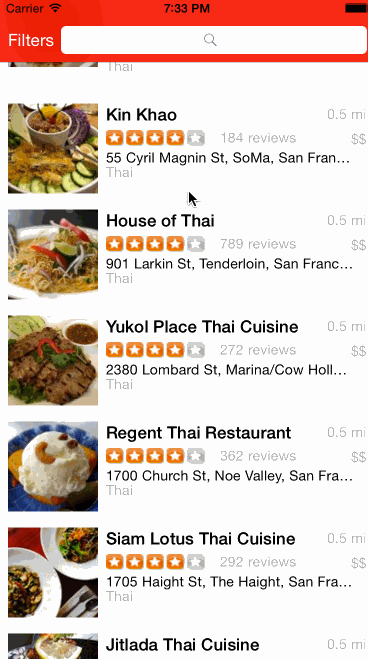 Carrier 7:33 PM
Filters
Thai
Kin Khao 0.5 mi
184 reviews $$
55 Cyril Magnin St, SoMa, San Fran...
Thai
House of Thai 0.5 mi
789 reviews $$
901 Larkin St, Tenderloin, San Franc...
Thai
Yukol Place Thai Cuisine 0.5 mi
272 reviews $$
2380 Lombard St, Marina/Cow Holl...
Thai
Regent Thai Restaurant 0.5 mi
362 reviews $$
1700 Church St, Noe Valley, San Fra...
Thai
Siam Lotus Thai Cuisine 0.5 mi
292 reviews $$
1705 Haight St, The Haight, San Fra...
Thai
Jitlada Thai Cuisine 0.5 mi